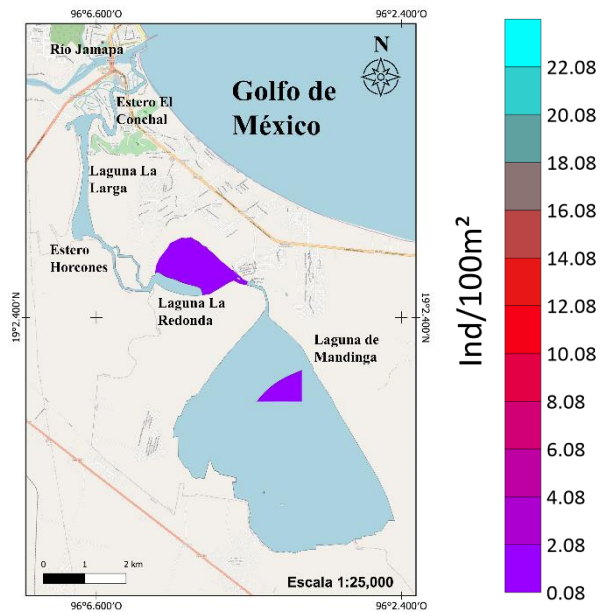 96°6.600'O
96°2.400'O
Río Jamapa
N
Estero El
Conchal
Golfo de
México
Laguna La
Larga
Estero
Horcones
Laguna La
Redonda
19°2.400'N
19°2.400'N
Laguna de
Mandinga
0
1
2 km
Escala 1:25,000
96°6.600'O
96°2.400'O
Ind/100m²
22.08
20.08
18.08
16.08
14.08
12.08
10.08
8.08
6.08
4.08
2.08
0.08